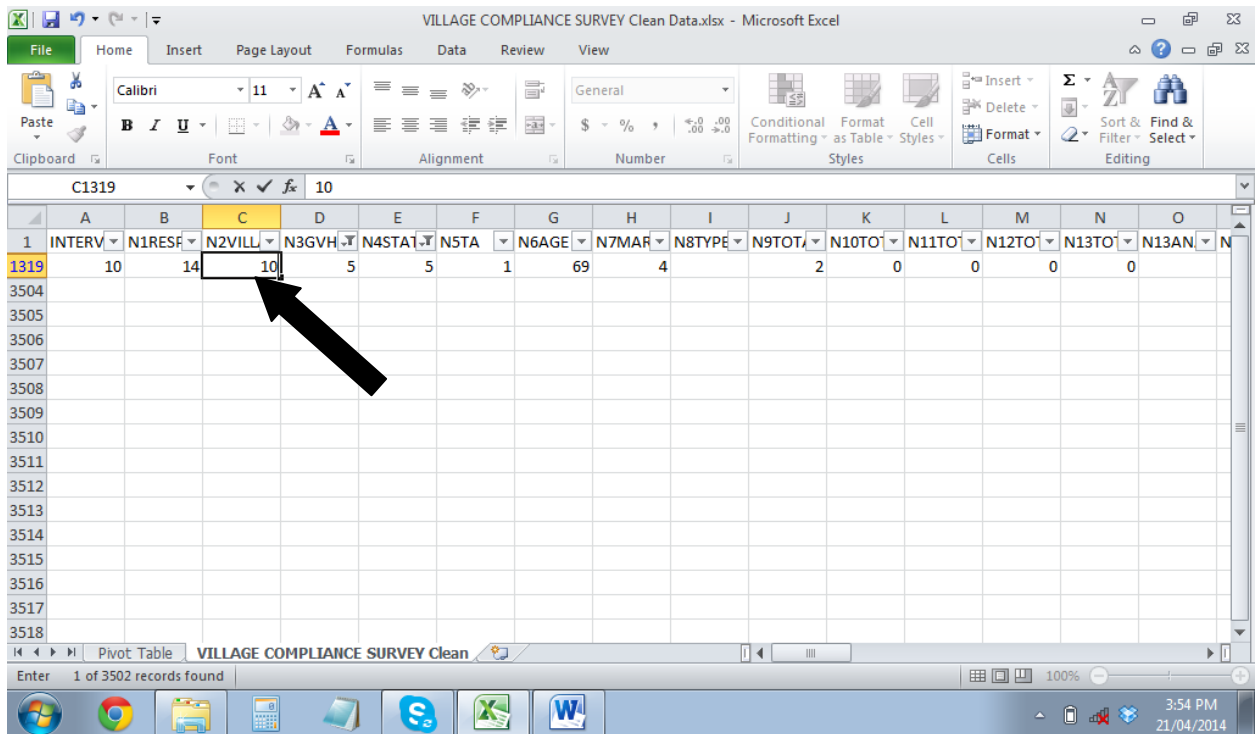 VILLAGE COMPLIANCE SURVEY Clean Data.xlsx - Microsoft Excel
File Home Insert Page Layout Formulas Data Review View
Paste
Clipboard
Calibri 11 A A
B I U A
Font
Alignment
General
$ % , .0 .00 .00 .0
Number
Conditional Formatting
Format as Table
Cell Styles
Styles
Insert
Delete
Format
Cells
Σ
Sort & Filter
Find & Select
Editing
C1319 fx 10
A B C D E F G H I J K L M N O
1 INTERV N1RESP N2VILL N3GVH N4STAT N5TA N6AGE N7MAR N8TYPE N9TOT N10TOT N11TOT N12TOT N13TOT N13AN N
1319 10 14 10 5 5 1 69 4 2 0 0 0 0
3504
3505
3506
3507
3508
3509
3510
3511
3512
3513
3514
3515
3516
3517
3518
Pivot Table VILLAGE COMPLIANCE SURVEY Clean
Enter 1 of 3502 records found 100%
3:54 PM
21/04/2014